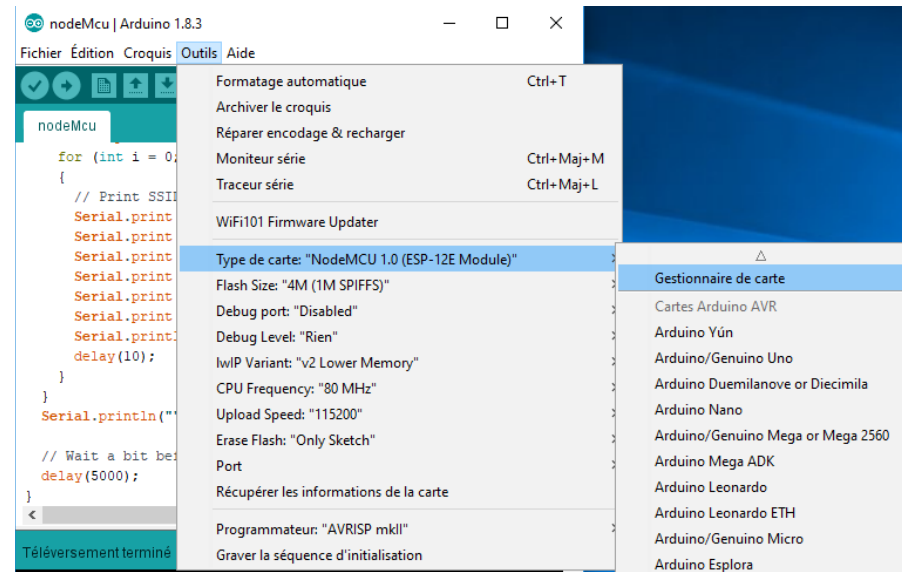 nodeMcu | Arduino 1.8.3
Fichier Édition Croquis Outils Aide
nodeMcu
for (int i = 0;
{
// Print SSI
Serial.print
Serial.print
Serial.print
Serial.print
Serial.print
Serial.print
Serial.printl
delay(10);
}
}
Serial.println("
// Wait a bit be
delay(5000);
}
Téléversement terminé
Formatage automatique Ctrl+T
Archiver le croquis
Réparer encodage & recharger
Moniteur série Ctrl+Maj+M
Traceur série Ctrl+Maj+L
WiFi101 Firmware Updater
Type de carte: "NodeMCU 1.0 (ESP-12E Module)"
Flash Size: "4M (1M SPIFFS)"
Debug port: "Disabled"
Debug Level: "Rien"
IwIP Variant: "v2 Lower Memory"
CPU Frequency: "80 MHz"
Upload Speed: "115200"
Erase Flash: "Only Sketch"
Port
Récupérer les informations de la carte
Programmateur: "AVRISP mkII"
Graver la séquence d'initialisation
Gestionnaire de carte
Cartes Arduino AVR
Arduino Yún
Arduino/Genuino Uno
Arduino Duemilanove or Diecimila
Arduino Nano
Arduino/Genuino Mega or Mega 2560
Arduino Mega ADK
Arduino Leonardo
Arduino Leonardo ETH
Arduino/Genuino Micro
Arduino Esplora